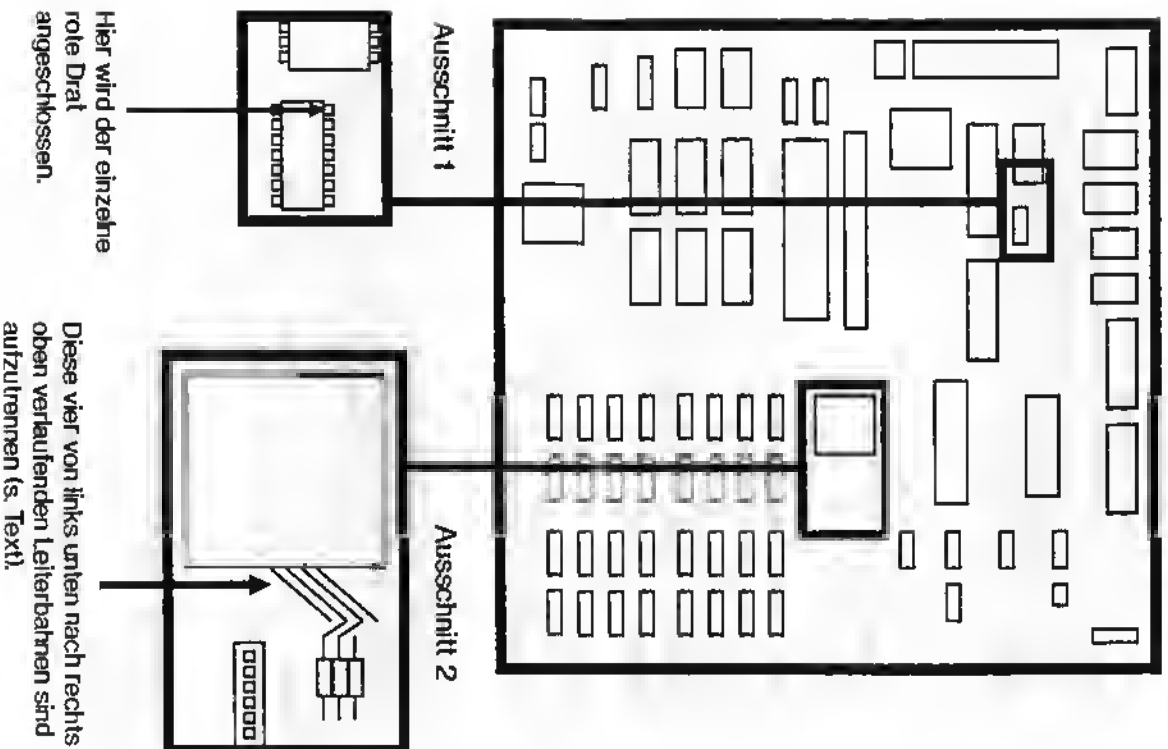 Ausschnitt 1
Ausschnitt 2
Hier wird der einzelne
rote Drat
angeschlossen.
Diese vier von links unten nach rechts
oben verlaufenden Leiterbahnen sind
aufzutrennen (s. Text).